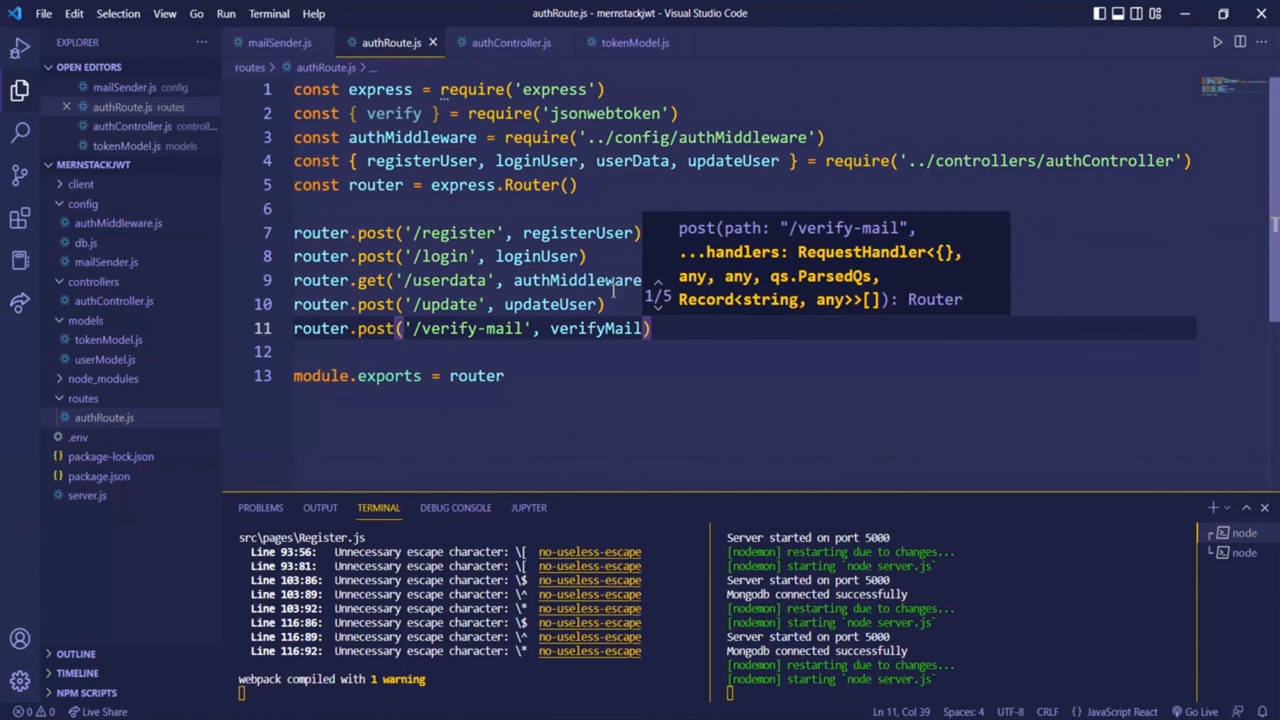 File Edit Selection View Go Run Terminal Help
authRoute.js - mernstackjwt - Visual Studio Code
EXPLORER
OPEN EDITORS
mailSender.js config
authRoute.js routes
authController.js controll...
tokenModel.js models
MERNSTACKJWT
client
config
authMiddleware.js
db.js
mailSender.js
controllers
authController.js
models
tokenModel.js
userModel.js
node_modules
routes
authRoute.js
.env
package-lock.json
package.json
server.js
OUTLINE
TIMELINE
NPM SCRIPTS
mailSender.js authRoute.js authController.js tokenModel.js
routes > authRoute.js > ...
1 const express = require('express')
2 const { verify } = require('jsonwebtoken')
3 const authMiddleware = require('../config/authMiddleware')
4 const { registerUser, loginUser, userData, updateUser } = require('../controllers/authController')
5 const router = express.Router()
6
7 router.post('/register', registerUser)
8 router.post('/login', loginUser)
9 router.get('/userdata', authMiddleware
10 router.post('/update', updateUser)
11 router.post('/verify-mail', verifyMail)
12
13 module.exports = router
post(path: "/verify-mail",
...handlers: RequestHandler<{},
any, any, qs.ParsedQs,
1/5 Record<string, any>>[]): Router
PROBLEMS OUTPUT TERMINAL DEBUG CONSOLE JUPYTER
src\pages\Register.js
Line 93:56: Unnecessary escape character: \[ no-useless-escape
Line 93:81: Unnecessary escape character: \[ no-useless-escape
Line 103:86: Unnecessary escape character: \$ no-useless-escape
Line 103:89: Unnecessary escape character: \^ no-useless-escape
Line 103:92: Unnecessary escape character: \* no-useless-escape
Line 116:86: Unnecessary escape character: \$ no-useless-escape
Line 116:89: Unnecessary escape character: \^ no-useless-escape
Line 116:92: Unnecessary escape character: \* no-useless-escape
webpack compiled with 1 warning
Server started on port 5000
[nodemon] restarting due to changes...
[nodemon] starting `node server.js`
Server started on port 5000
Mongodb connected successfully
[nodemon] restarting due to changes...
[nodemon] starting `node server.js`
Server started on port 5000
Mongodb connected successfully
[nodemon] restarting due to changes...
[nodemon] starting `node server.js`
node
node
0 0 Live Share
Ln 11, Col 39 Spaces: 4 UTF-8 CRLF {} JavaScript React Go Live